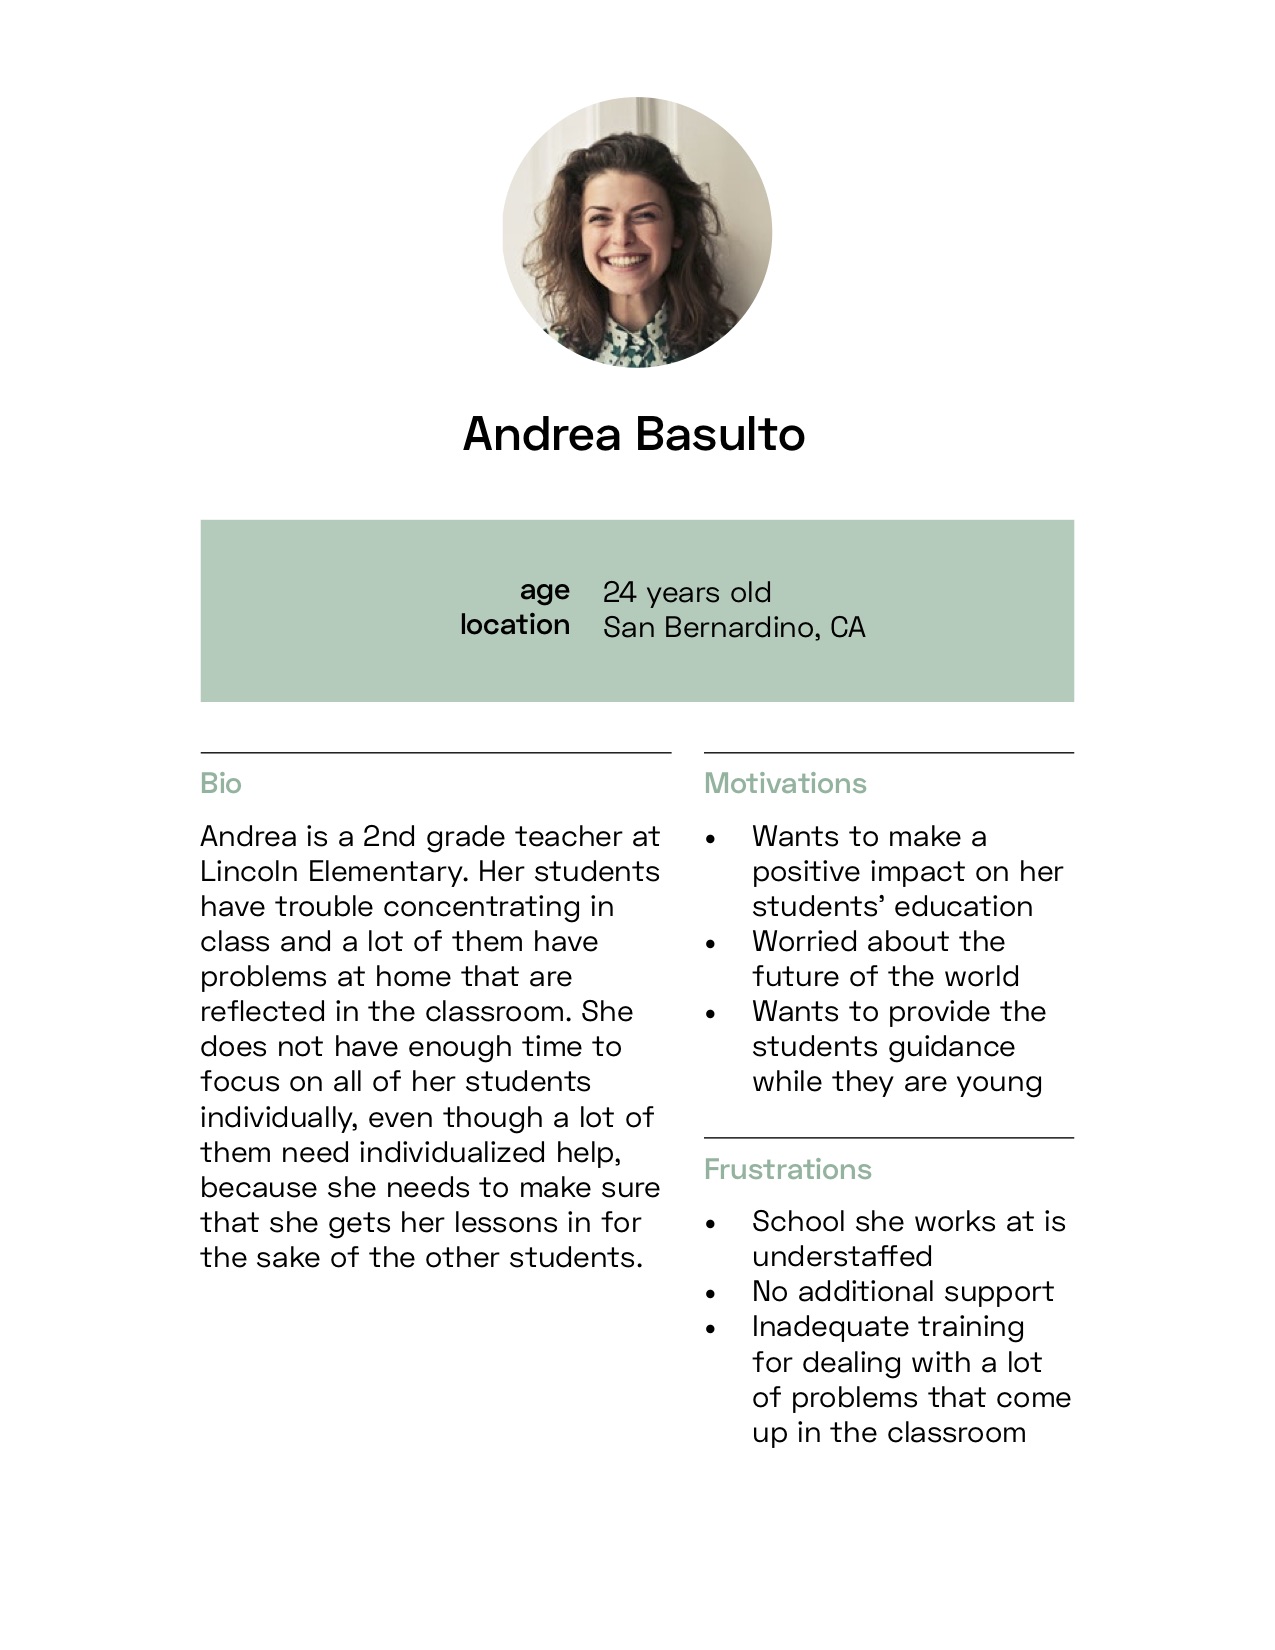 Andrea Basulto
age 24 years old
location San Bernardino, CA
Bio
Andrea is a 2nd grade teacher at
Lincoln Elementary. Her students
have trouble concentrating in
class and a lot of them have
problems at home that are
reflected in the classroom. She
does not have enough time to
focus on all of her students
individually, even though a lot of
them need individualized help,
because she needs to make sure
that she gets her lessons in for
the sake of the other students.
Motivations
• Wants to make a
positive impact on her
students’ education
• Worried about the
future of the world
• Wants to provide the
students guidance
while they are young
Frustrations
• School she works at is
understaffed
• No additional support
• Inadequate training
for dealing with a lot
of problems that come
up in the classroom